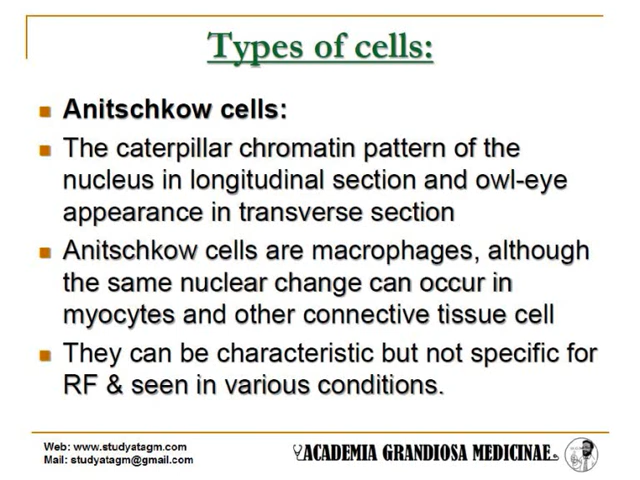 Types of cells:
Anitschkow cells:
The caterpillar chromatin pattern of the
nucleus in longitudinal section and owl-eye
appearance in transverse section
Anitschkow cells are macrophages, although
the same nuclear change can occur in
myocytes and other connective tissue cell
They can be characteristic but not specific for
RF & seen in various conditions.
Web: www.studyatagm.com
Mail: studyatagm@gmail.com
ACADEMIA GRANDIOSA MEDICINAE